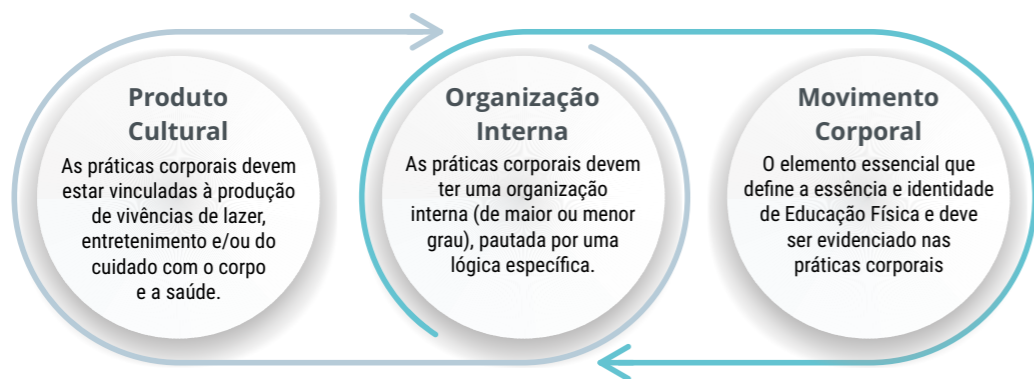 Produto
Cultural
As práticas corporais devem
estar vinculadas à produção
de vivências de lazer,
entretenimento e/ou do
cuidado com o corpo
e a saúde.
Organização
Interna
As práticas corporais devem
ter uma organização
interna (de maior ou menor
grau), pautada por uma
lógica específica.
Movimento
Corporal
O elemento essencial que
define a essência e identidade
de Educação Física e deve
ser evidenciado nas
práticas corporais